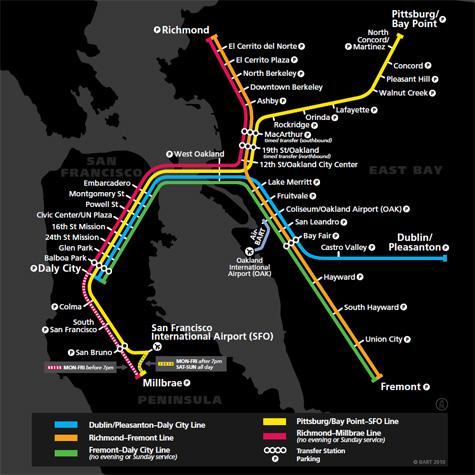 Pittsburg/
Bay Point P
P Richmond
North
Concord/ P
Martinez
El Cerrito del Norte P
El Cerrito Plaza P
North Berkeley P
Downtown Berkeley
Ashby P
Concord P
Pleasant Hill P
Walnut Creek P
Lafayette P
Orinda P
Rockridge P
MacArthur P
timed transfer (southbound)
19th St/Oakland
timed transfer (northbound)
12th St/Oakland City Center
P West Oakland
SAN
FRANCISCO
EAST BAY
Embarcadero
Montgomery St
Powell St
Civic Center/UN Plaza
16th St Mission
24th St Mission
Glen Park
Balboa Park
P Daly City
Lake Merritt P
Fruitvale P
Coliseum/Oakland Airport (OAK) P
San Leandro P
Bay Fair P
Castro Valley P
Dublin/
Pleasanton P
Air-
BART
Oakland
International
Airport (OAK)
Hayward P
South Hayward P
Union City P
Fremont P
P Colma
South
P San Francisco
P San Bruno
San Francisco
International Airport (SFO)
MON-FRI before 7pm
MON-FRI after 7pm
SAT-SUN all day
Millbrae P
PENINSULA
Dublin/Pleasanton–Daly City Line
Richmond–Fremont Line
Fremont–Daly City Line
(no evening or Sunday service)
Pittsburg/Bay Point–SFO Line
Richmond–Millbrae Line
(no evening or Sunday service)
Transfer Station
P Parking
© BART 2010